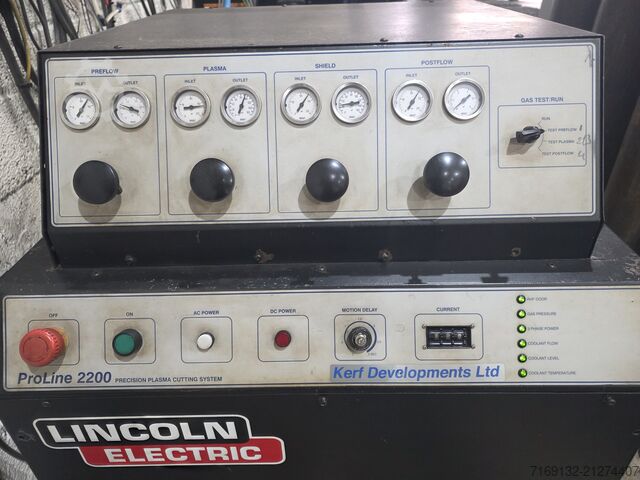 PREFLOW
PLASMA
SHIELD
POSTFLOW
INLET OUTLET
INLET OUTLET
INLET OUTLET
INLET OUTLET
GAS TEST/RUN
RUN
TEST PREFLOW
TEST PLASMA
TEST POSTFLOW
OFF
ON
AC POWER
DC POWER
MOTION DELAY
CURRENT
RHF DOOR
GAS PRESSURE
3 PHASE POWER
COOLANT FLOW
COOLANT LEVEL
COOLANT TEMPERATURE
ProLine 2200 PRECISION PLASMA CUTTING SYSTEM
Kerf Developments Ltd
LINCOLN
ELECTRIC
7169132-21274407